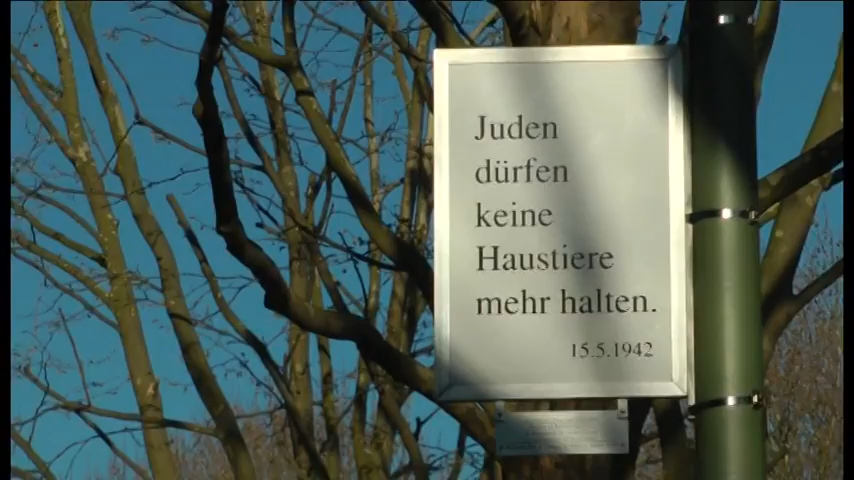 Juden
dürfen
keine
Haustiere
mehr halten.
15.5.1942